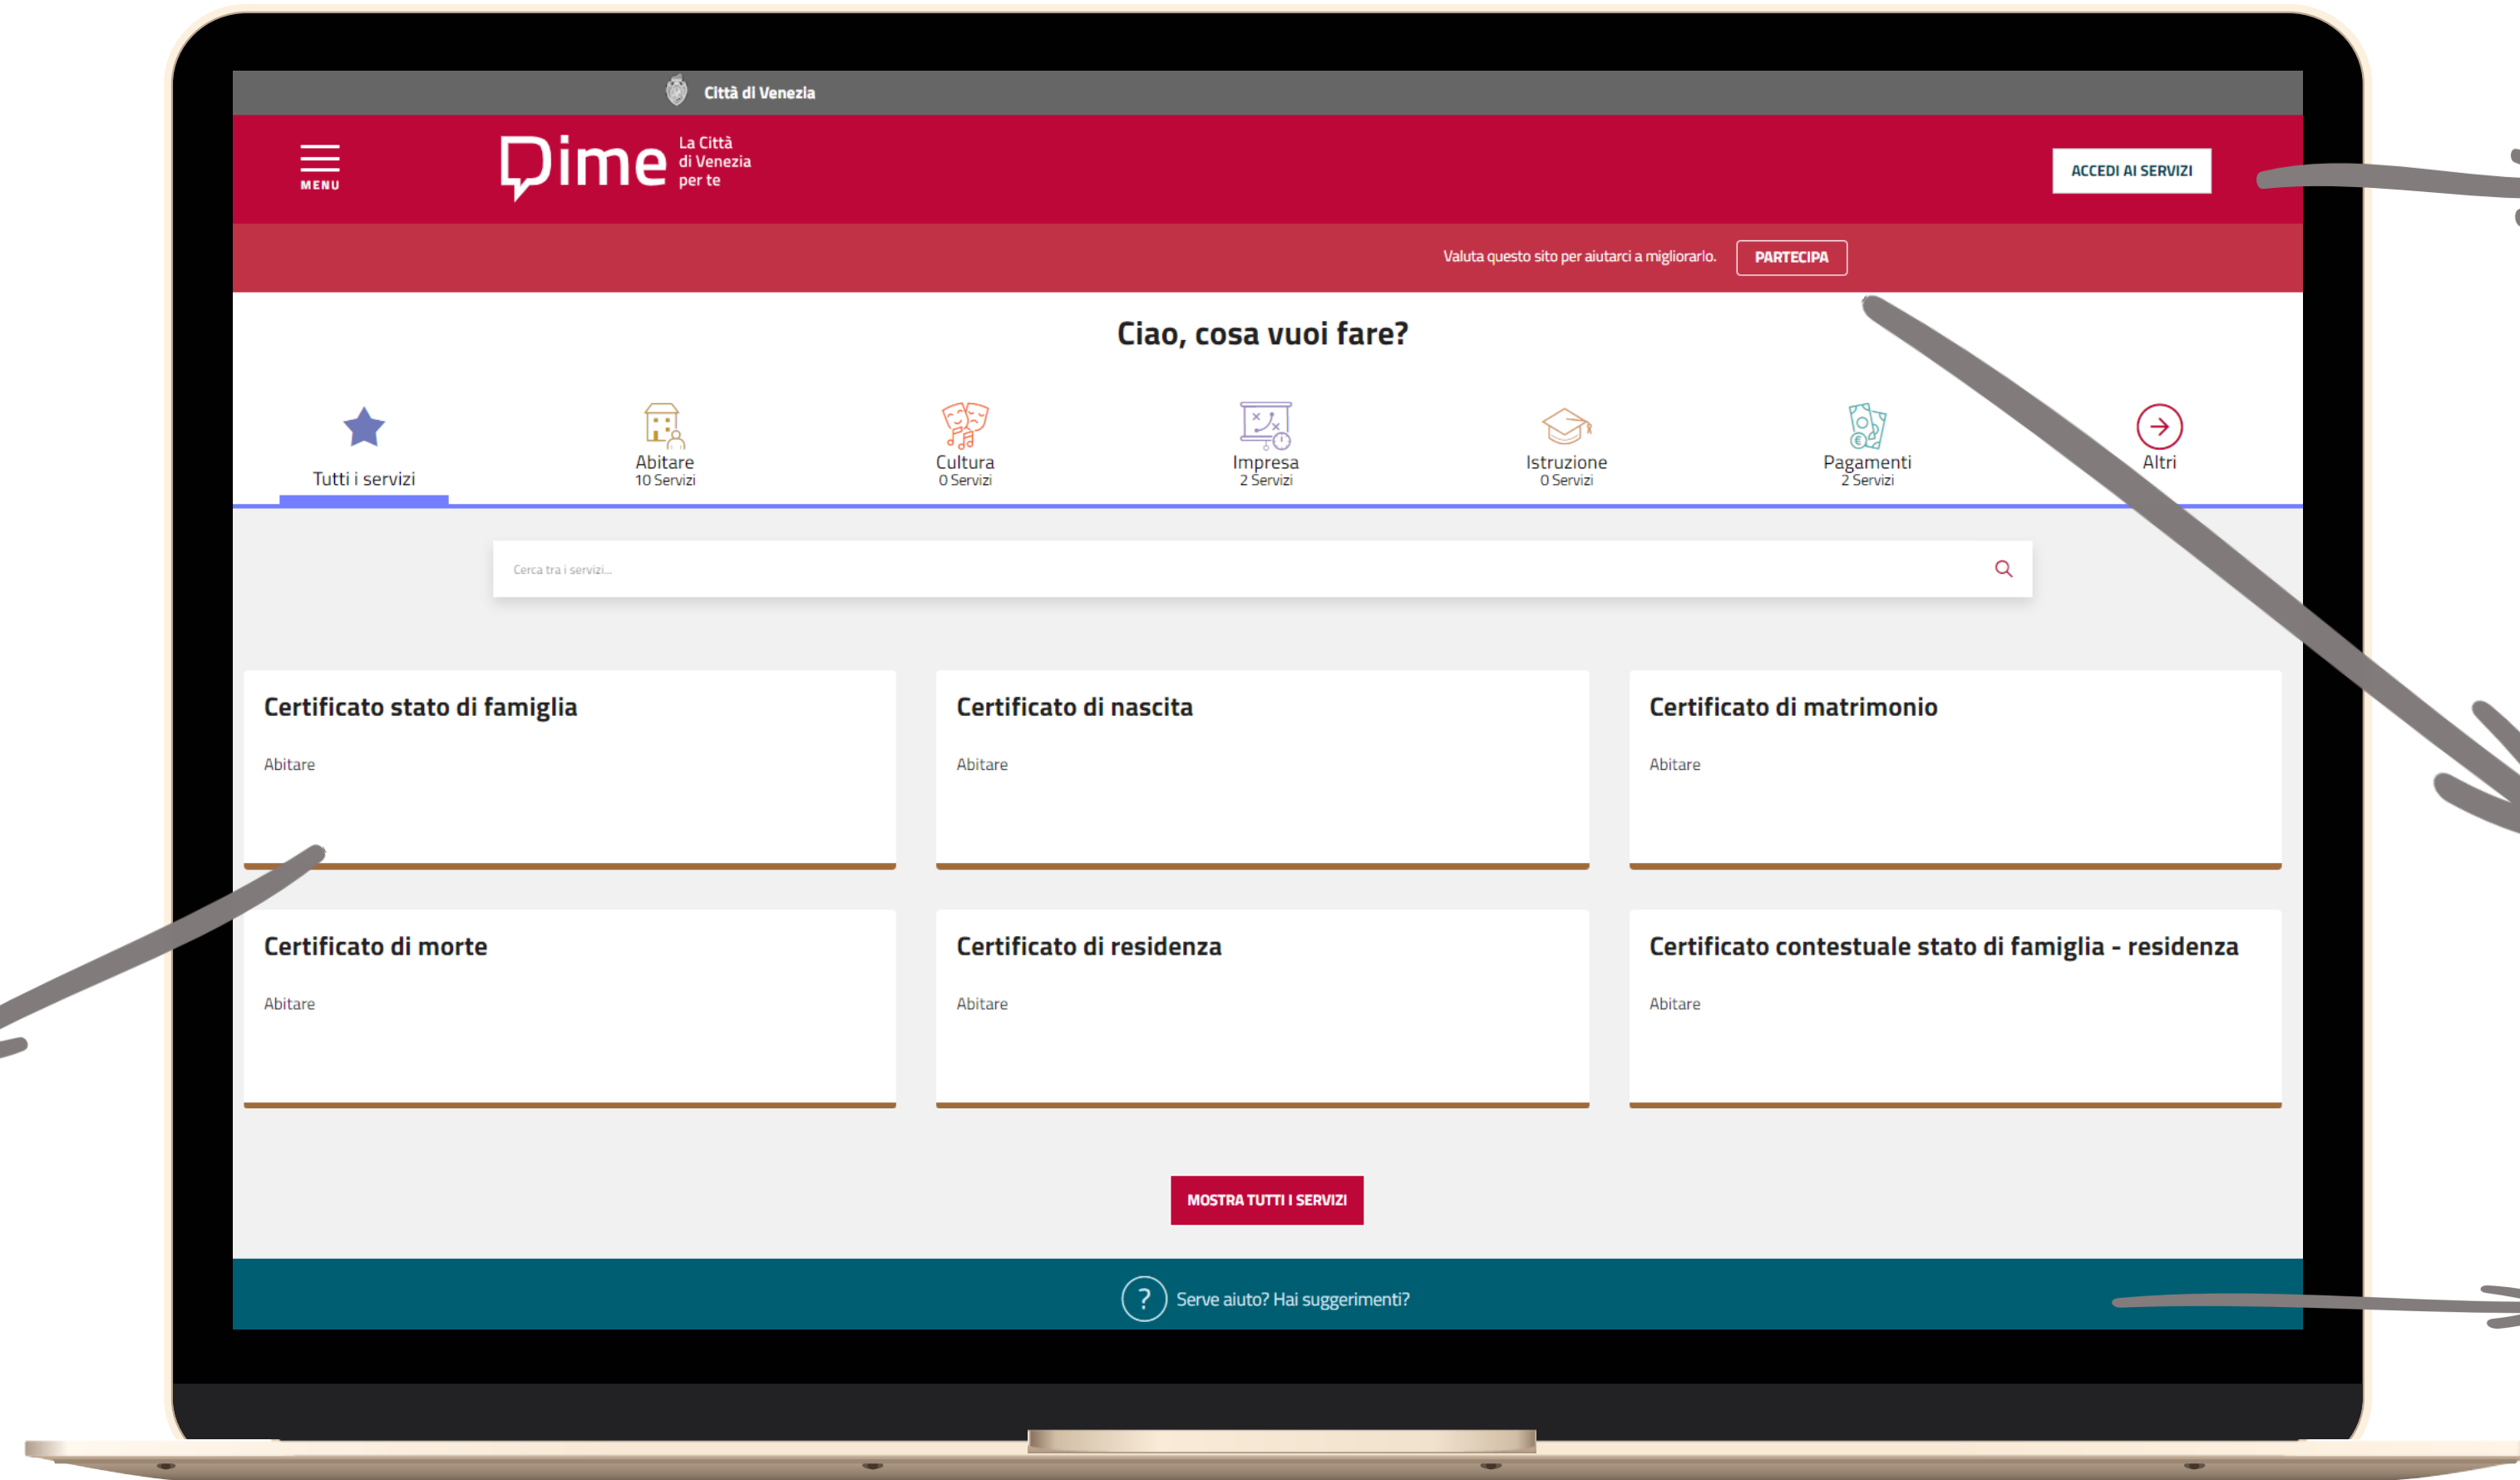 Città di Venezia
MENU
Dime
La Città
di Venezia
per te
ACCEDI AI SERVIZI
Valuta questo sito per aiutarci a migliorarlo.
PARTECIPA
Ciao, cosa vuoi fare?
Tutti i servizi
Abitare
10 Servizi
Cultura
0 Servizi
Impresa
2 Servizi
Istruzione
0 Servizi
Pagamenti
2 Servizi
Altri
Cerca tra i servizi...
Certificato stato di famiglia
Abitare
Certificato di nascita
Abitare
Certificato di matrimonio
Abitare
Certificato di morte
Abitare
Certificato di residenza
Abitare
Certificato contestuale stato di famiglia - residenza
Abitare
MOSTRA TUTTI I SERVIZI
? Serve aiuto? Hai suggerimenti?